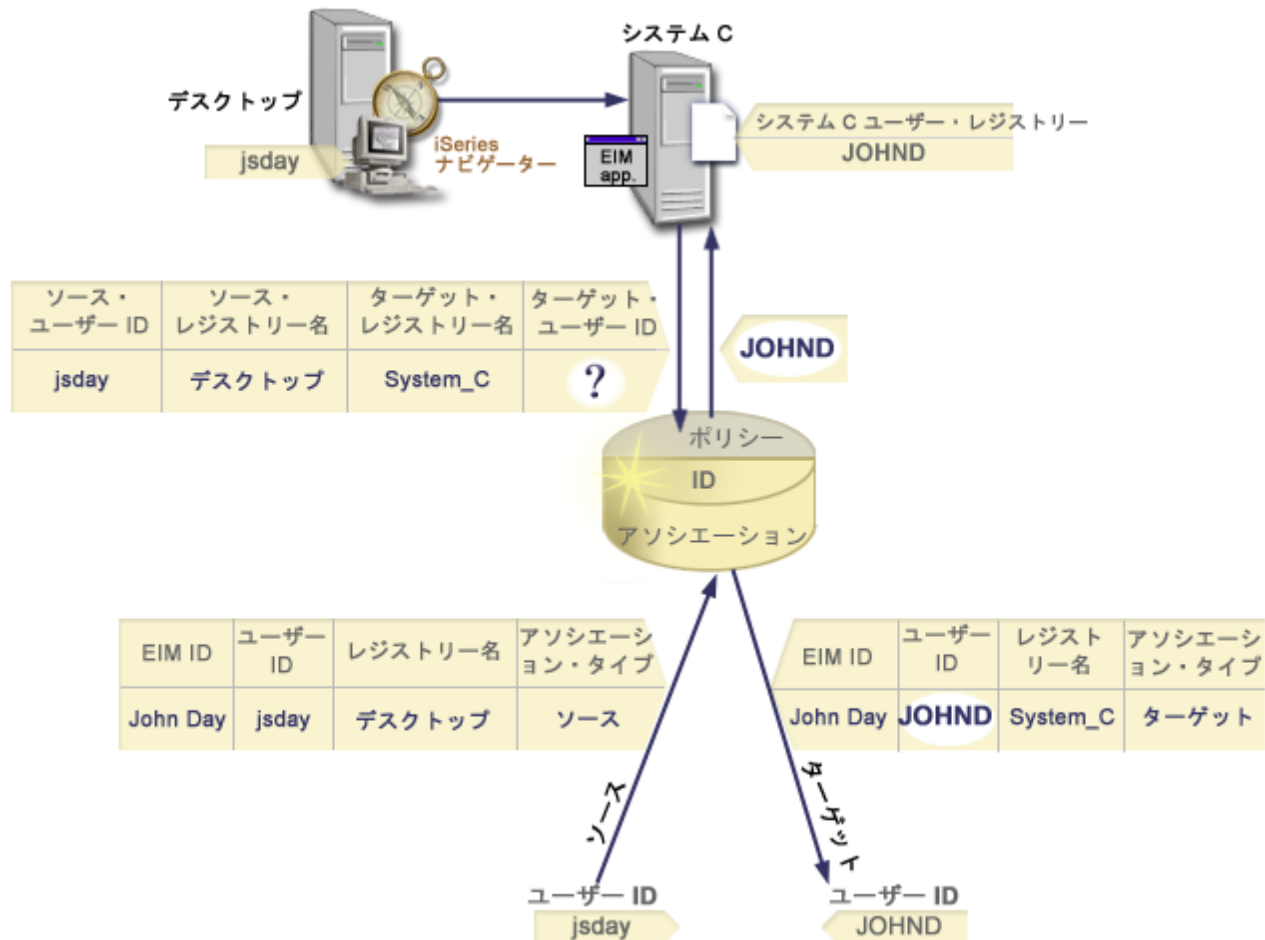 システム C
デスクトップ
jsday
iSeries
ナビゲーター
EIM
app.
システム C ユーザー・レジストリー
JOHND
ソース・
ユーザー ID
ソース・
レジストリー名
ターゲット・
レジストリー名
ターゲット・
ユーザー ID
jsday
デスクトップ
System_C
?
JOHND
ポリシー
ID
アソシエーション
EIM ID
ユーザー
ID
レジストリー名
アソシエーシ
ョン・タイプ
John Day
jsday
デスクトップ
ソース
EIM ID
ユーザー
ID
レジスト
リー名
アソシエーシ
ョン・タイプ
John Day
JOHND
System_C
ターゲット
ソース
ターゲット
ユーザー ID
jsday
ユーザー ID
JOHND